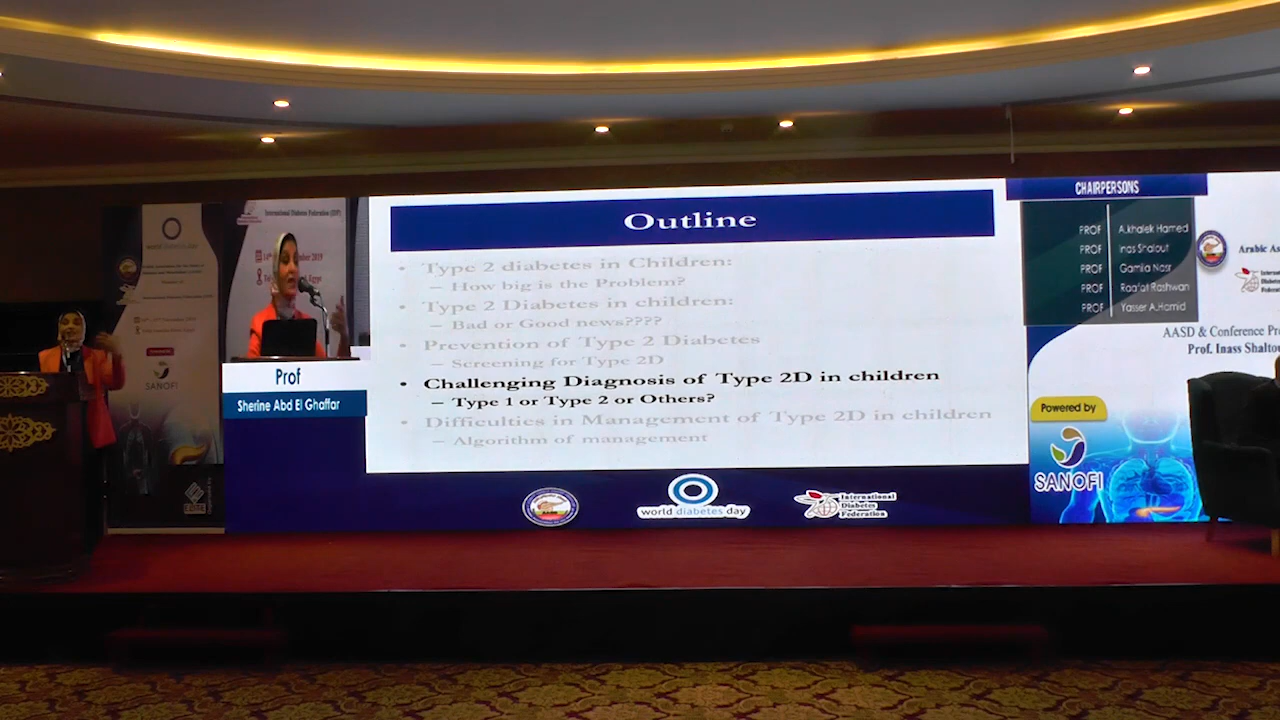 Outline
• Type 2 diabetes in Children:
– How big is the Problem?
• Type 2 Diabetes in children:
– Bad or Good news????
• Prevention of Type 2 Diabetes
– Screening for Type 2D
• Challenging Diagnosis of Type 2D in children
– Type 1 or Type 2 or Others?
• Difficulties in Management of Type 2D in children
– Algorithm of management
International Diabetes Federation (IDF)
2019
Prof
Sherine Abd El Ghaffar
SANOFI
CHAIRPERSONS
PROF A.khalek Hamed
PROF Inas Shalout
PROF Gamila Nasr
PROF Raafat Rashwan
PROF Yasser A.Hamid
Arabic As
AASD & Conference Pr
Prof. Inass Shalto
Powered by
SANOFI
world diabetes day
International
Diabetes
Federation